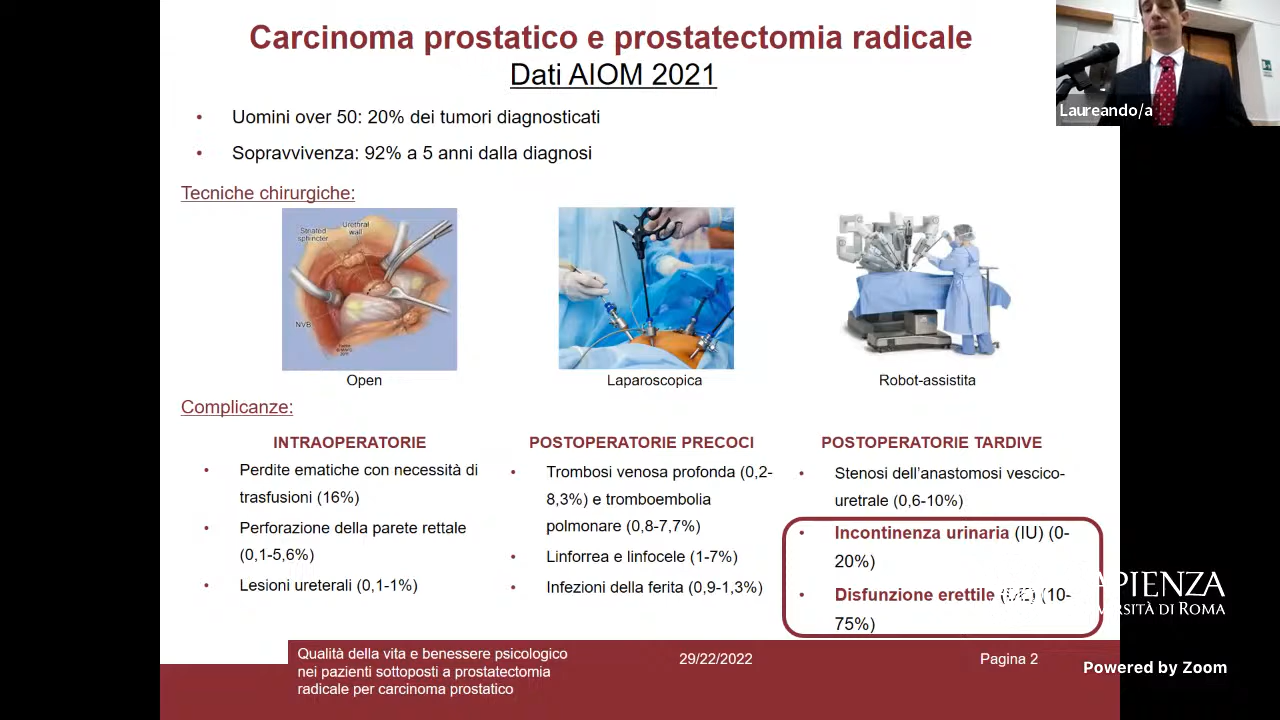 Carcinoma prostatico e prostatectomia radicale
Dati AIOM 2021
Laureando/a
• Uomini over 50: 20% dei tumori diagnosticati
• Sopravvivenza: 92% a 5 anni dalla diagnosi
Tecniche chirurgiche:
Striated
sphincter
Urethral
wall
NVB
Open
Laparoscopica
Robot-assistita
Complicanze:
INTRAOPERATORIE
• Perdite ematiche con necessità di
trasfusioni (16%)
• Perforazione della parete rettale
(0,1-5,6%)
• Lesioni ureterali (0,1-1%)
POSTOPERATORIE PRECOCI
• Trombosi venosa profonda (0,2-
8,3%) e tromboembolia
polmonare (0,8-7,7%)
• Linforrea e linfocele (1-7%)
• Infezioni della ferita (0,9-1,3%)
POSTOPERATORIE TARDIVE
• Stenosi dell'anastomosi vescico-
uretrale (0,6-10%)
• Incontinenza urinaria (IU) (0-
20%)
• Disfunzione erettile (10-
75%)
Qualità della vita e benessere psicologico
nei pazienti sottoposti a prostatectomia
radicale per carcinoma prostatico
29/22/2022
Pagina 2
DI ROMA
Powered by Zoom